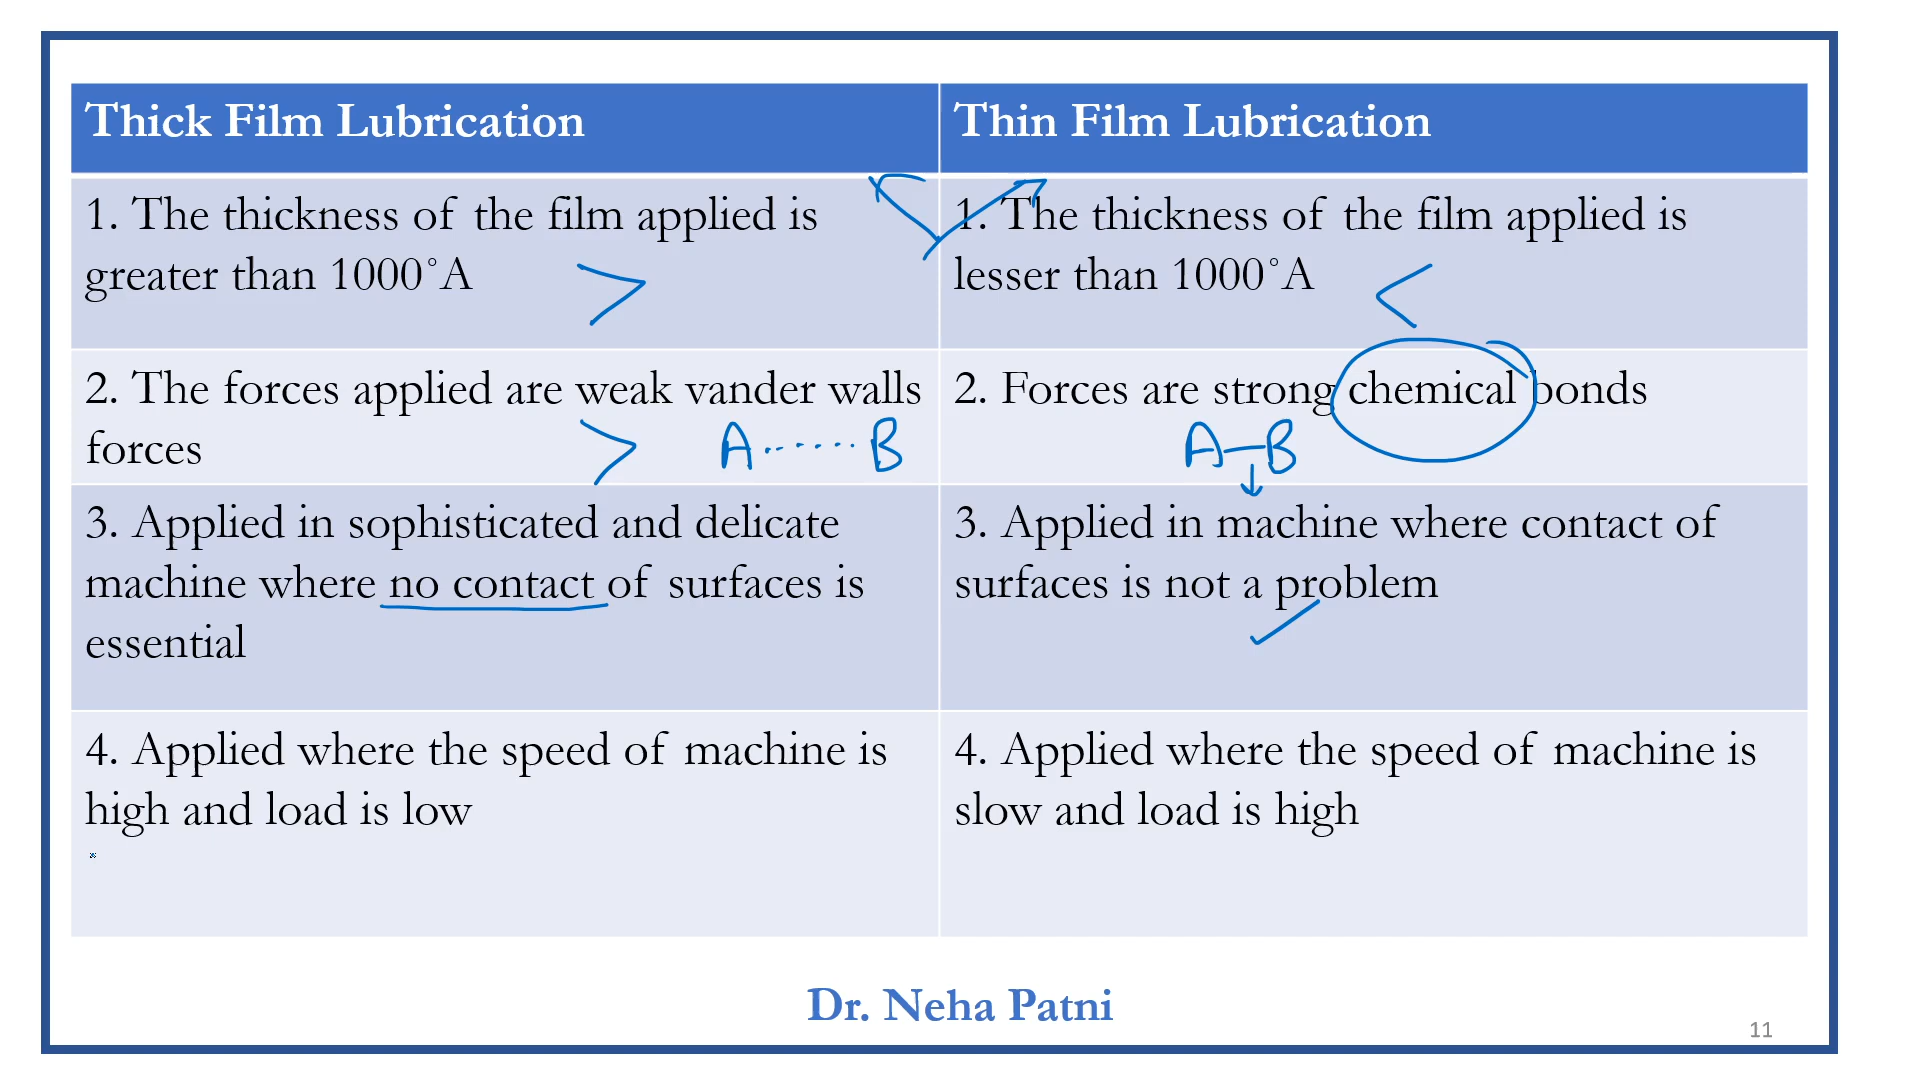 Thick Film Lubrication
Thin Film Lubrication
1. The thickness of the film applied is
greater than 1000°A
>
1. The thickness of the film applied is
lesser than 1000°A
<
2. The forces applied are weak vander walls
forces
>
A......B
2. Forces are strong chemical bonds
A—B
3. Applied in sophisticated and delicate
machine where no contact of surfaces is
essential
3. Applied in machine where contact of
surfaces is not a problem
4. Applied where the speed of machine is
high and load is low
4. Applied where the speed of machine is
slow and load is high
Dr. Neha Patni
11